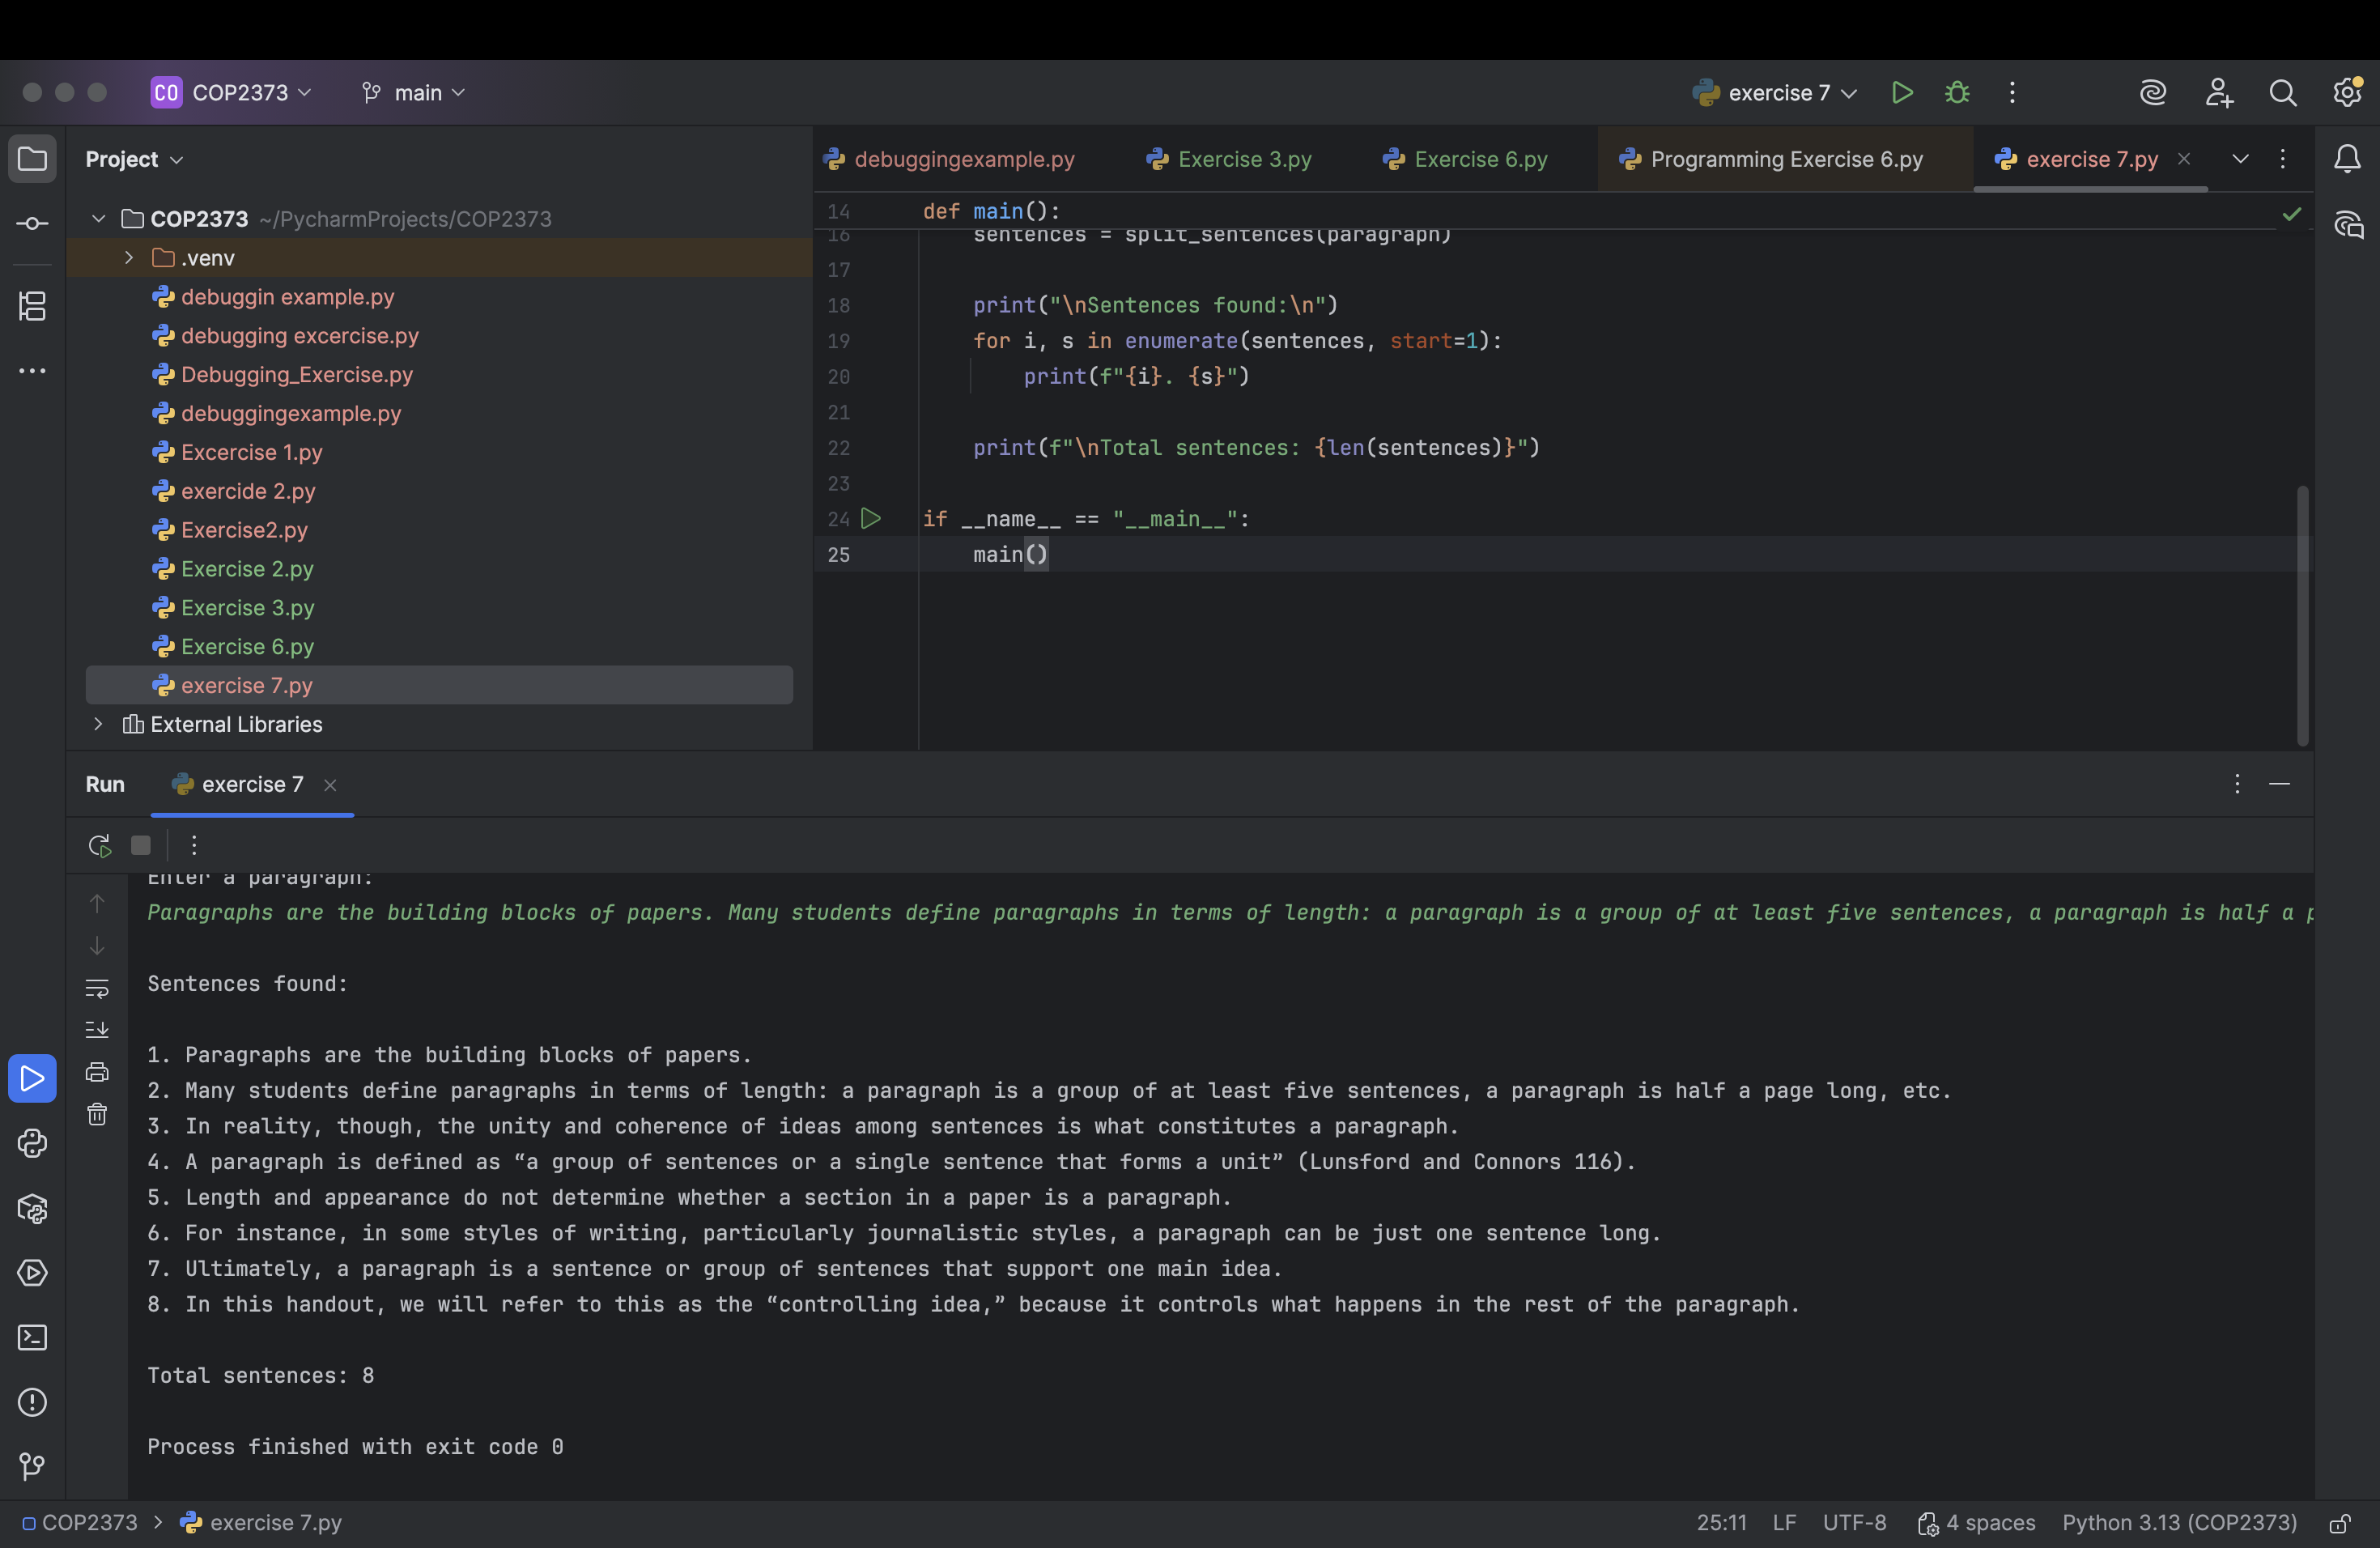 CO COP2373 main exercise 7
Project
COP2373 ~/PycharmProjects/COP2373
.venv
debuggin example.py
debugging excercise.py
Debugging_Exercise.py
debuggingexample.py
Excercise 1.py
exercide 2.py
Exercise2.py
Exercise 2.py
Exercise 3.py
Exercise 6.py
exercise 7.py
External Libraries
debuggingexample.py Exercise 3.py Exercise 6.py Programming Exercise 6.py exercise 7.py
14 def main():
16 sentences = split_sentences(paragraph)
17
18 print("\nSentences found:\n")
19 for i, s in enumerate(sentences, start=1):
20 print(f"{i}. {s}")
21
22 print(f"\nTotal sentences: {len(sentences)}")
23
24 if __name__ == "__main__":
25 main()
Run exercise 7
Enter a paragraph:
Paragraphs are the building blocks of papers. Many students define paragraphs in terms of length: a paragraph is a group of at least five sentences, a paragraph is half a p
Sentences found:
1. Paragraphs are the building blocks of papers.
2. Many students define paragraphs in terms of length: a paragraph is a group of at least five sentences, a paragraph is half a page long, etc.
3. In reality, though, the unity and coherence of ideas among sentences is what constitutes a paragraph.
4. A paragraph is defined as “a group of sentences or a single sentence that forms a unit” (Lunsford and Connors 116).
5. Length and appearance do not determine whether a section in a paper is a paragraph.
6. For instance, in some styles of writing, particularly journalistic styles, a paragraph can be just one sentence long.
7. Ultimately, a paragraph is a sentence or group of sentences that support one main idea.
8. In this handout, we will refer to this as the “controlling idea,” because it controls what happens in the rest of the paragraph.
Total sentences: 8
Process finished with exit code 0
COP2373 > exercise 7.py 25:11 LF UTF-8 4 spaces Python 3.13 (COP2373)